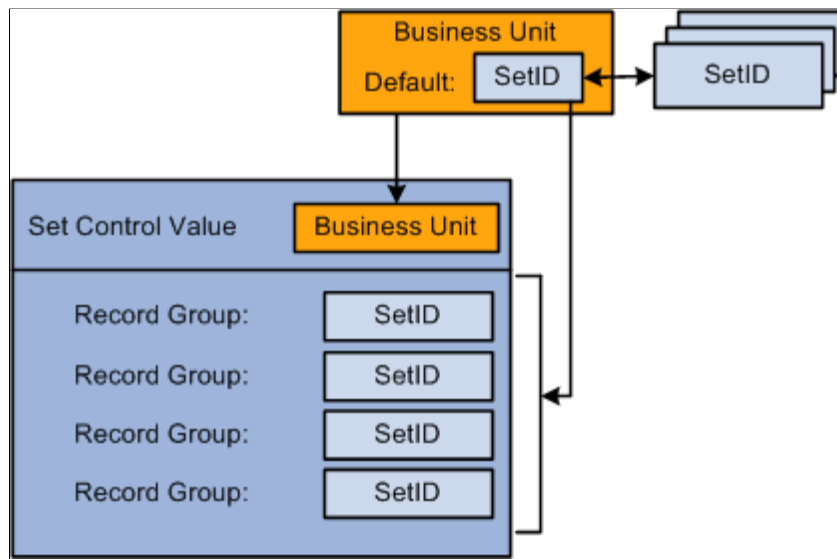 Business Unit
Default: SetID
SetID
Set Control Value Business Unit
Record Group: SetID
Record Group: SetID
Record Group: SetID
Record Group: SetID